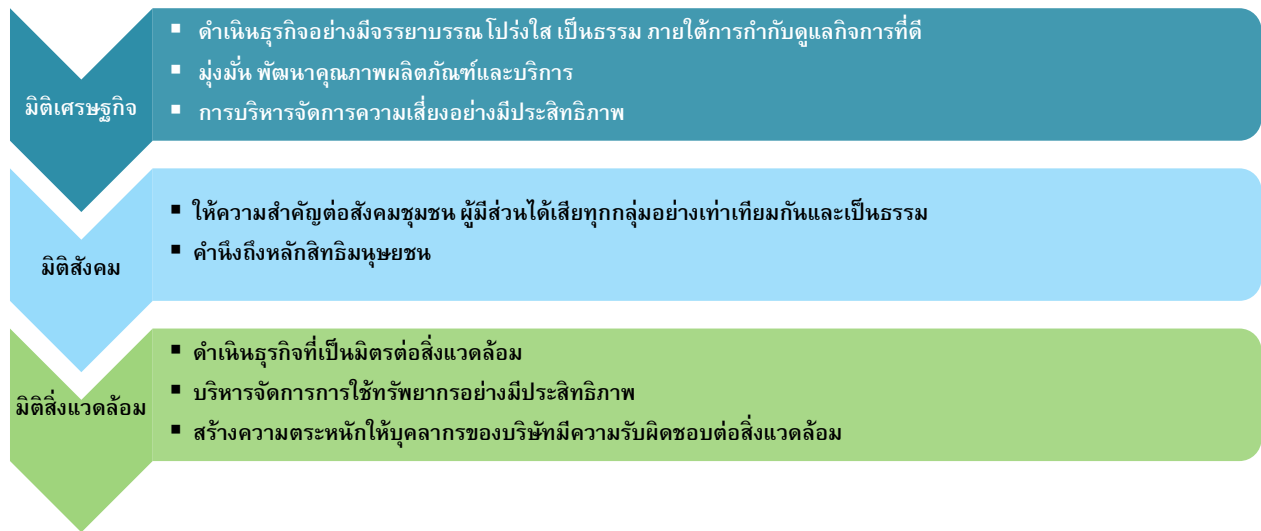 มิติเศรษฐกิจ
▪ ดำเนินธุรกิจอย่างมีจรรยาบรรณ โปร่งใส เป็นธรรม ภายใต้การกำกับดูแลกิจการที่ดี
▪ มุ่งมั่น พัฒนาคุณภาพผลิตภัณฑ์และบริการ
▪ การบริหารจัดการความเสี่ยงอย่างมีประสิทธิภาพ
มิติสังคม
▪ ให้ความสำคัญต่อสังคมชุมชน ผู้มีส่วนได้เสียทุกกลุ่มอย่างเท่าเทียมกันและเป็นธรรม
▪ คำนึงถึงหลักสิทธิมนุษยชน
มิติสิ่งแวดล้อม
▪ ดำเนินธุรกิจที่เป็นมิตรต่อสิ่งแวดล้อม
▪ บริหารจัดการการใช้ทรัพยากรอย่างมีประสิทธิภาพ
▪ สร้างความตระหนักให้บุคลากรของบริษัทมีความรับผิดชอบต่อสิ่งแวดล้อม